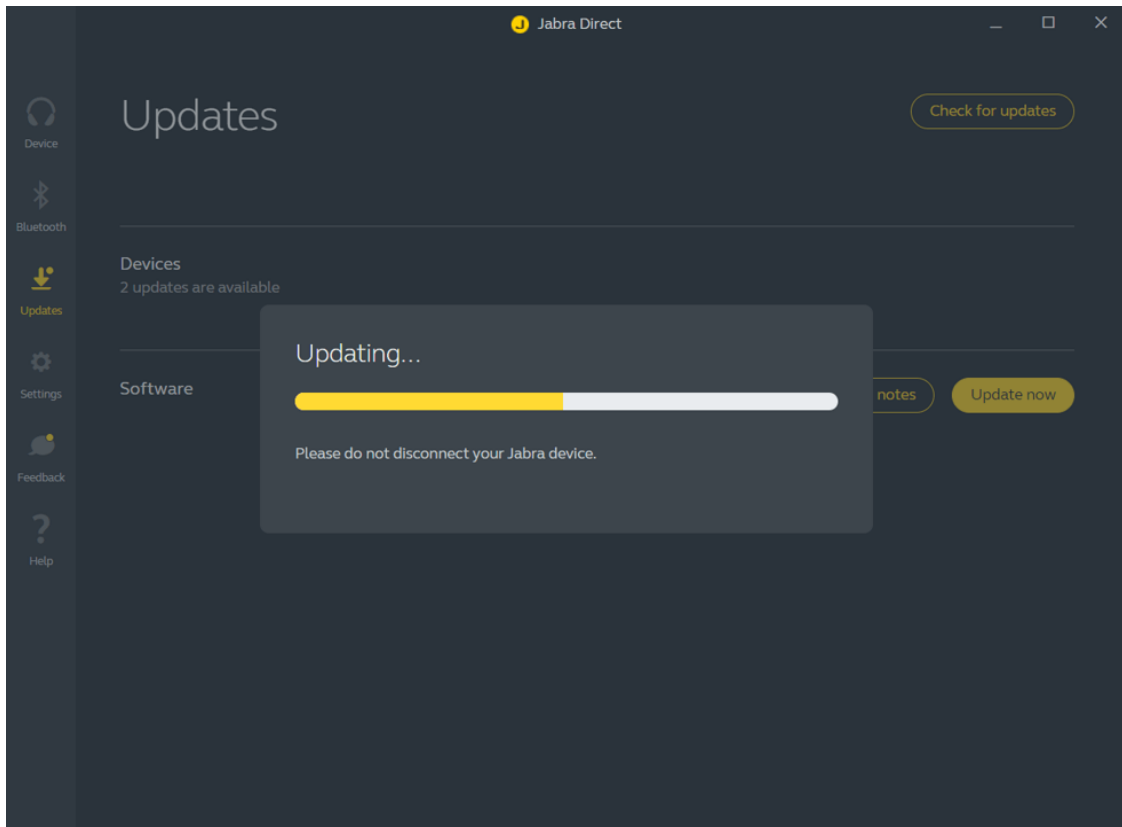 Jabra Direct
Updates
Check for updates
Device
Bluetooth
Updates
Settings
Feedback
Help
Devices
2 updates are available
Software
notes
Update now
Updating...
Please do not disconnect your Jabra device.